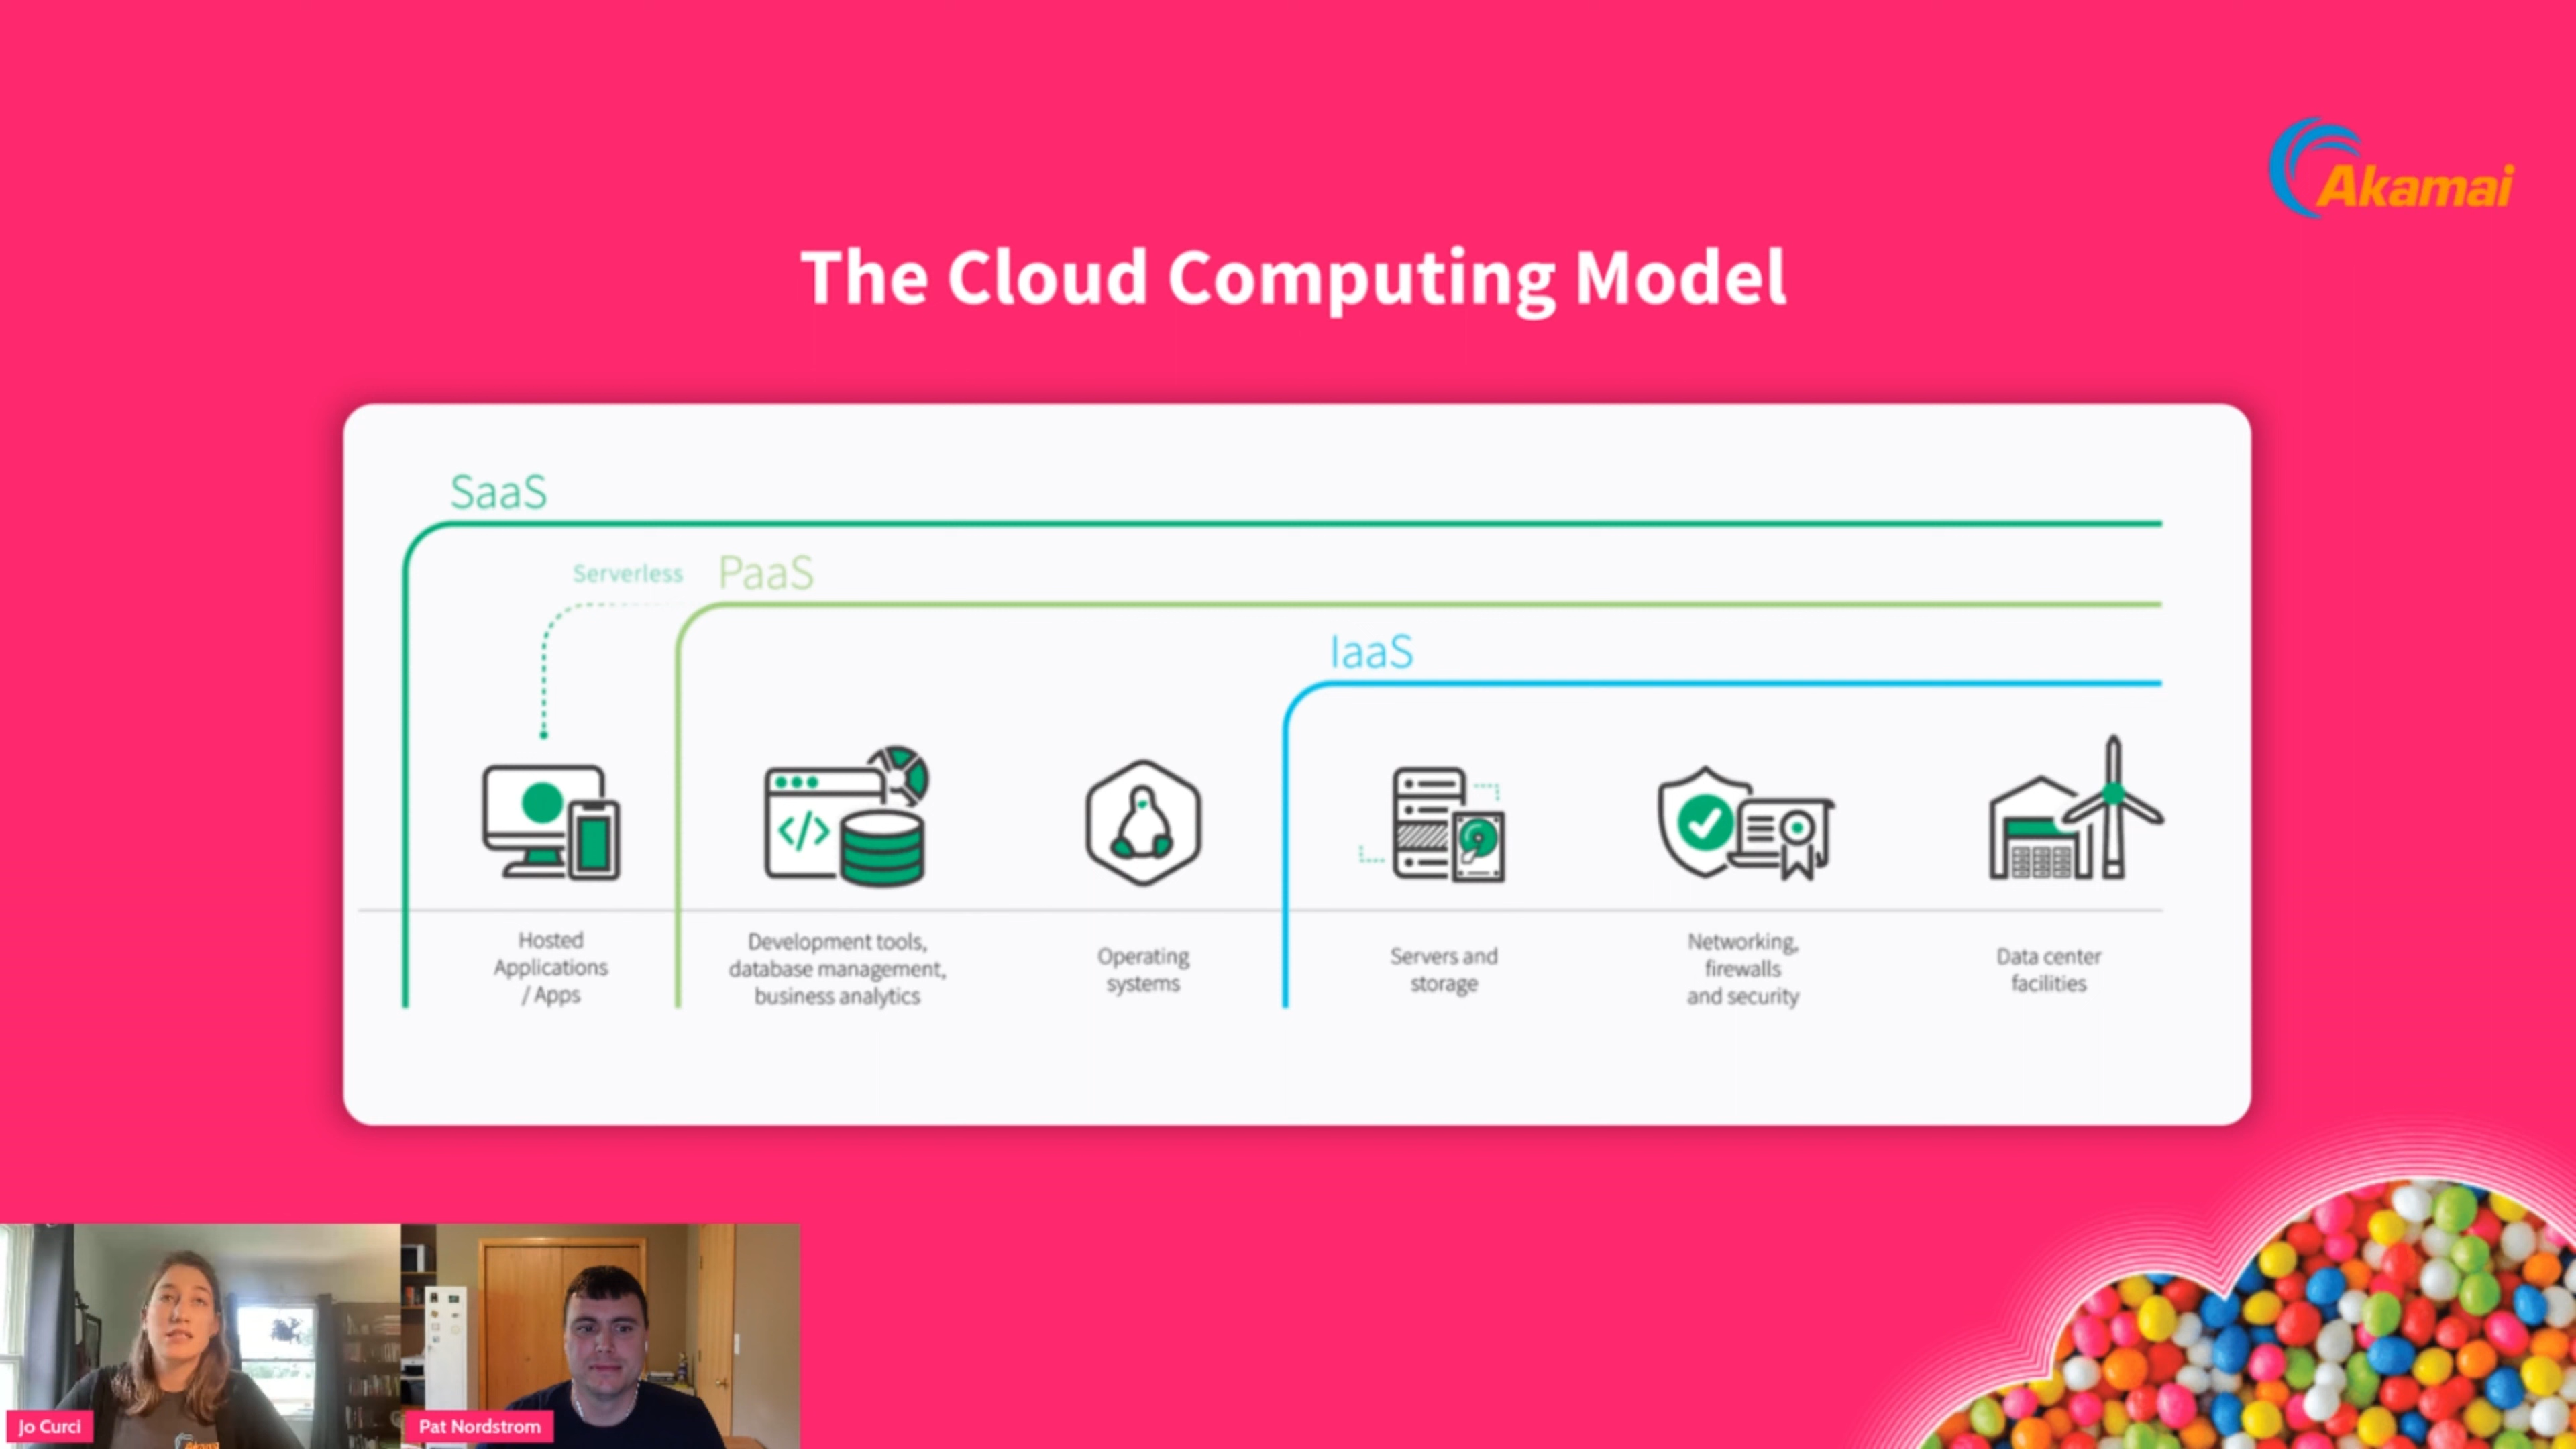 Akamai
The Cloud Computing Model
SaaS
Serverless
PaaS
IaaS
</>
Hosted
Applications
/ Apps
Development tools,
database management,
business analytics
Operating
systems
Servers and
storage
Networking,
firewalls
and security
Data center
facilities
Jo Curci
Akamai
Pat Nordstrom